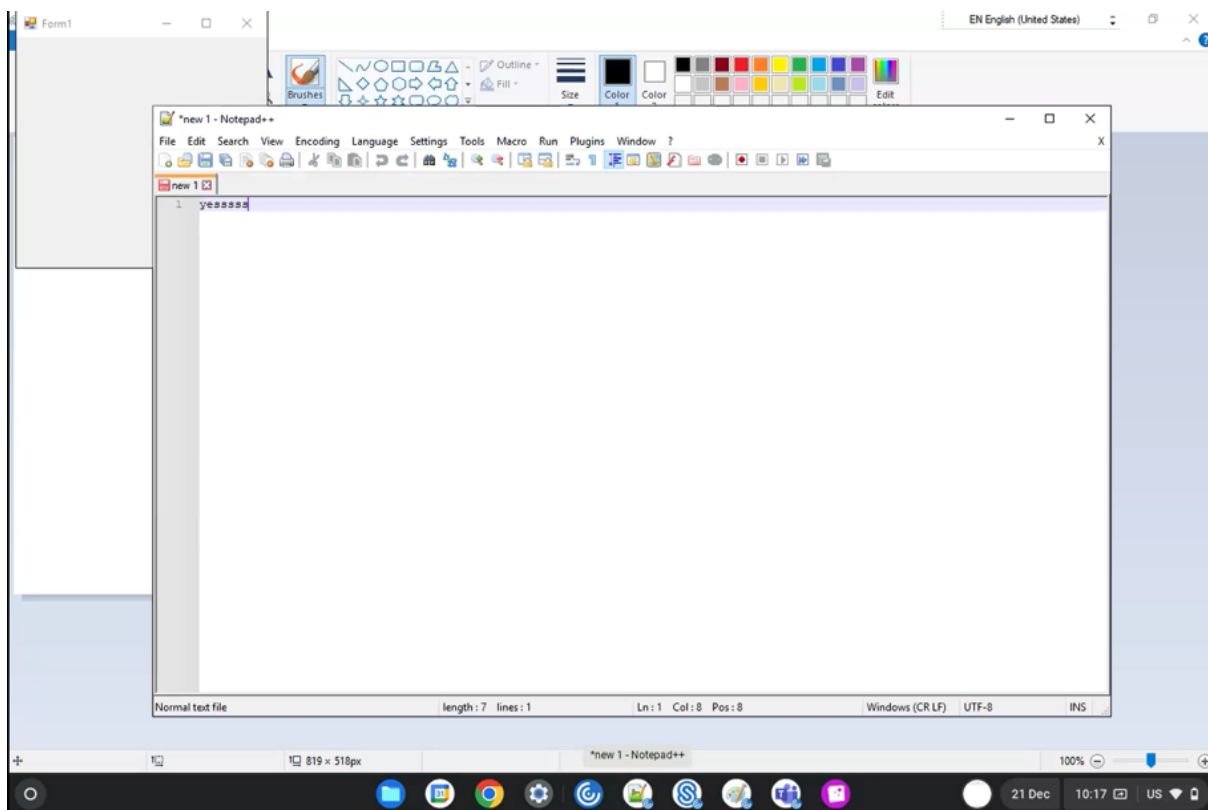 Form1
EN English (United States)
Outline
Fill
Brushes
Size
Color
Color
Edit
*new 1 - Notepad++
File Edit Search View Encoding Language Settings Tools Macro Run Plugins Window ?
X
new 1
1 yesssss
Normal text file length : 7 lines : 1 Ln : 1 Col : 8 Pos : 8 Windows (CR LF) UTF-8 INS
819 × 518px
*new 1 - Notepad++
100%
31
21 Dec 10:17 US